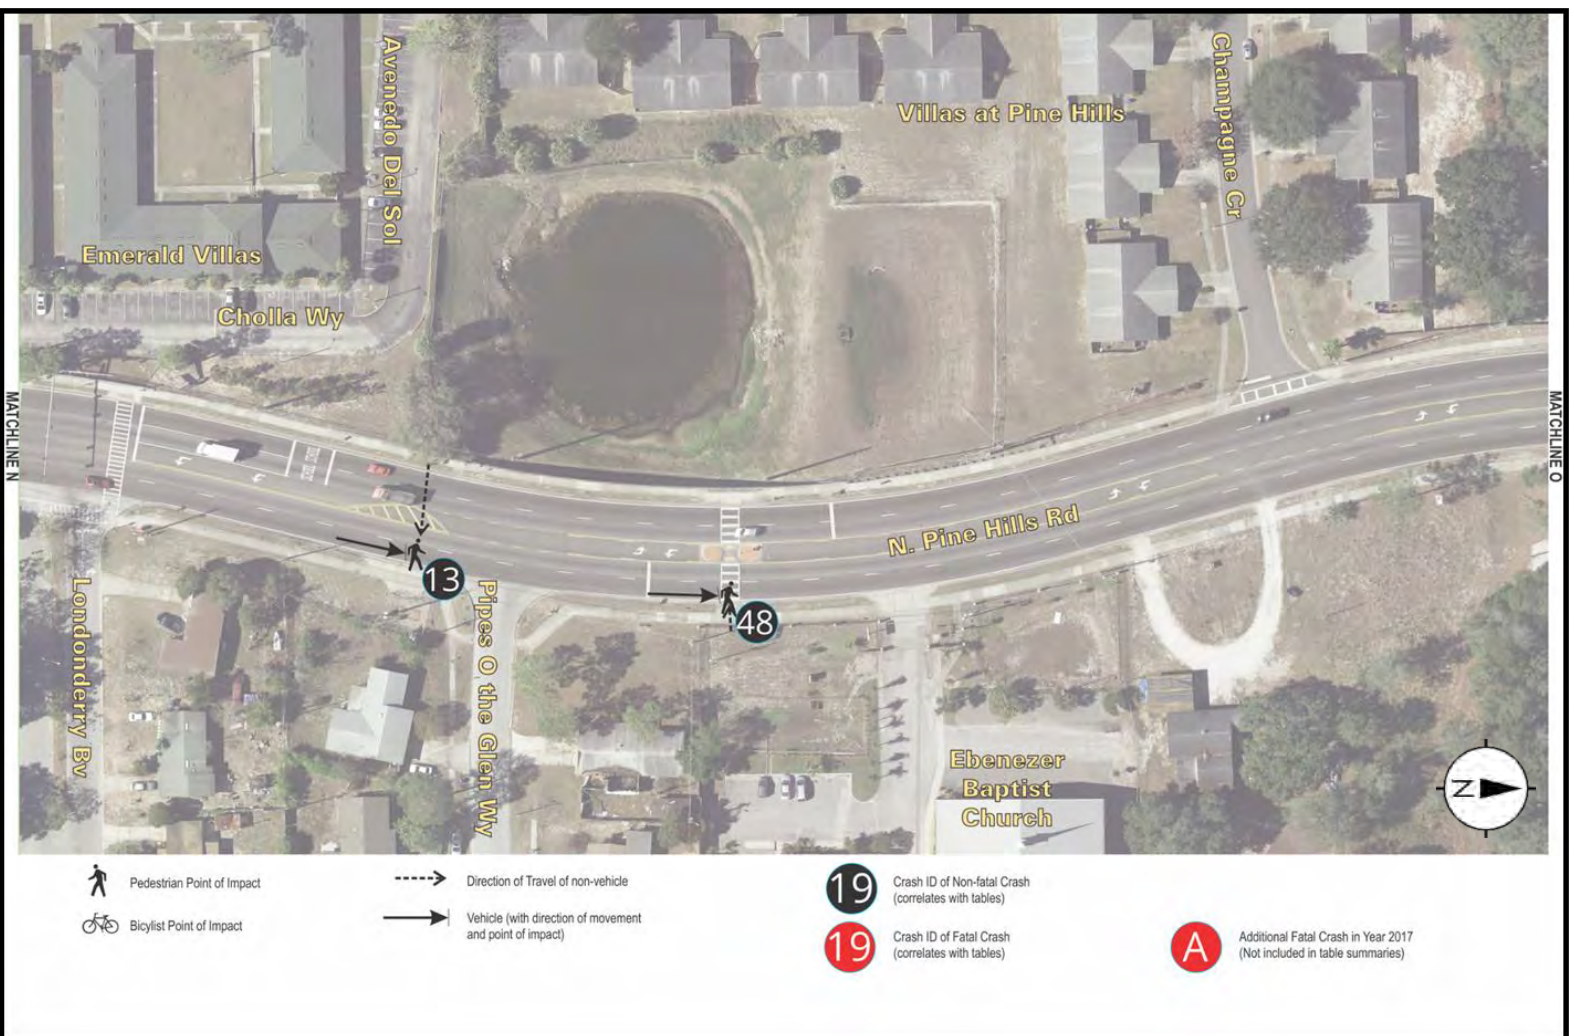 Avenedo Del Sol
Champagne Cr
Villas at Pine Hills
Emerald Villas
Cholla Wy
MATCHLINE N
MATCHLINE O
N. Pine Hills Rd
13
48
Londonderry Bv
Pipes O the Glen Wy
Ebenezer
Baptist
Church
N
Pedestrian Point of Impact
Bicylist Point of Impact
Direction of Travel of non-vehicle
Vehicle (with direction of movement
and point of impact)
19
Crash ID of Non-fatal Crash
(correlates with tables)
19
Crash ID of Fatal Crash
(correlates with tables)
A
Additional Fatal Crash in Year 2017
(Not included in table summaries)